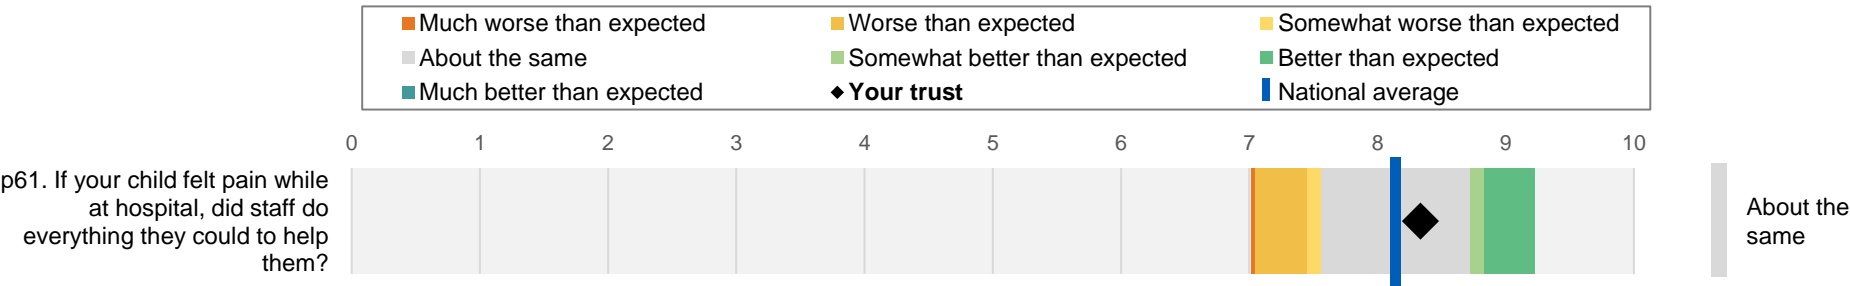 Much worse than expected
Worse than expected
Somewhat worse than expected
About the same
Somewhat better than expected
Better than expected
Much better than expected
Your trust
National average
0 1 2 3 4 5 6 7 8 9 10
p61. If your child felt pain while
at hospital, did staff do
everything they could to help
them?
About the
same